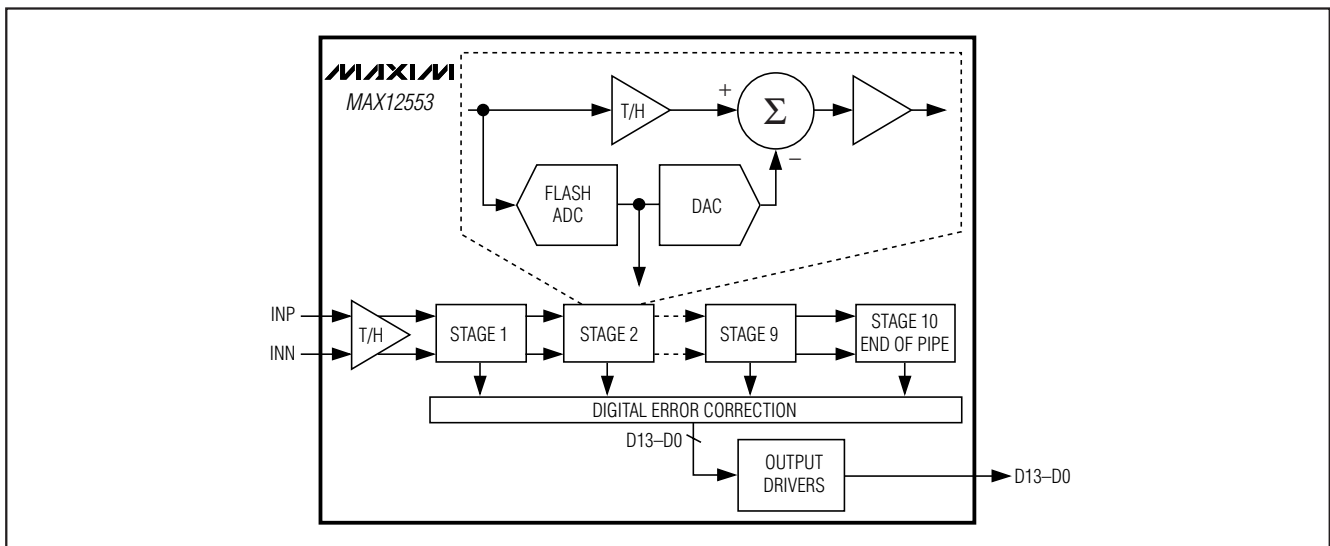 MAXIM
MAX12553
T/H
+
Σ
−
FLASH
ADC
DAC
INP
INN
T/H
STAGE 1
STAGE 2
STAGE 9
STAGE 10
END OF PIPE
DIGITAL ERROR CORRECTION
D13–D0
OUTPUT
DRIVERS
D13–D0